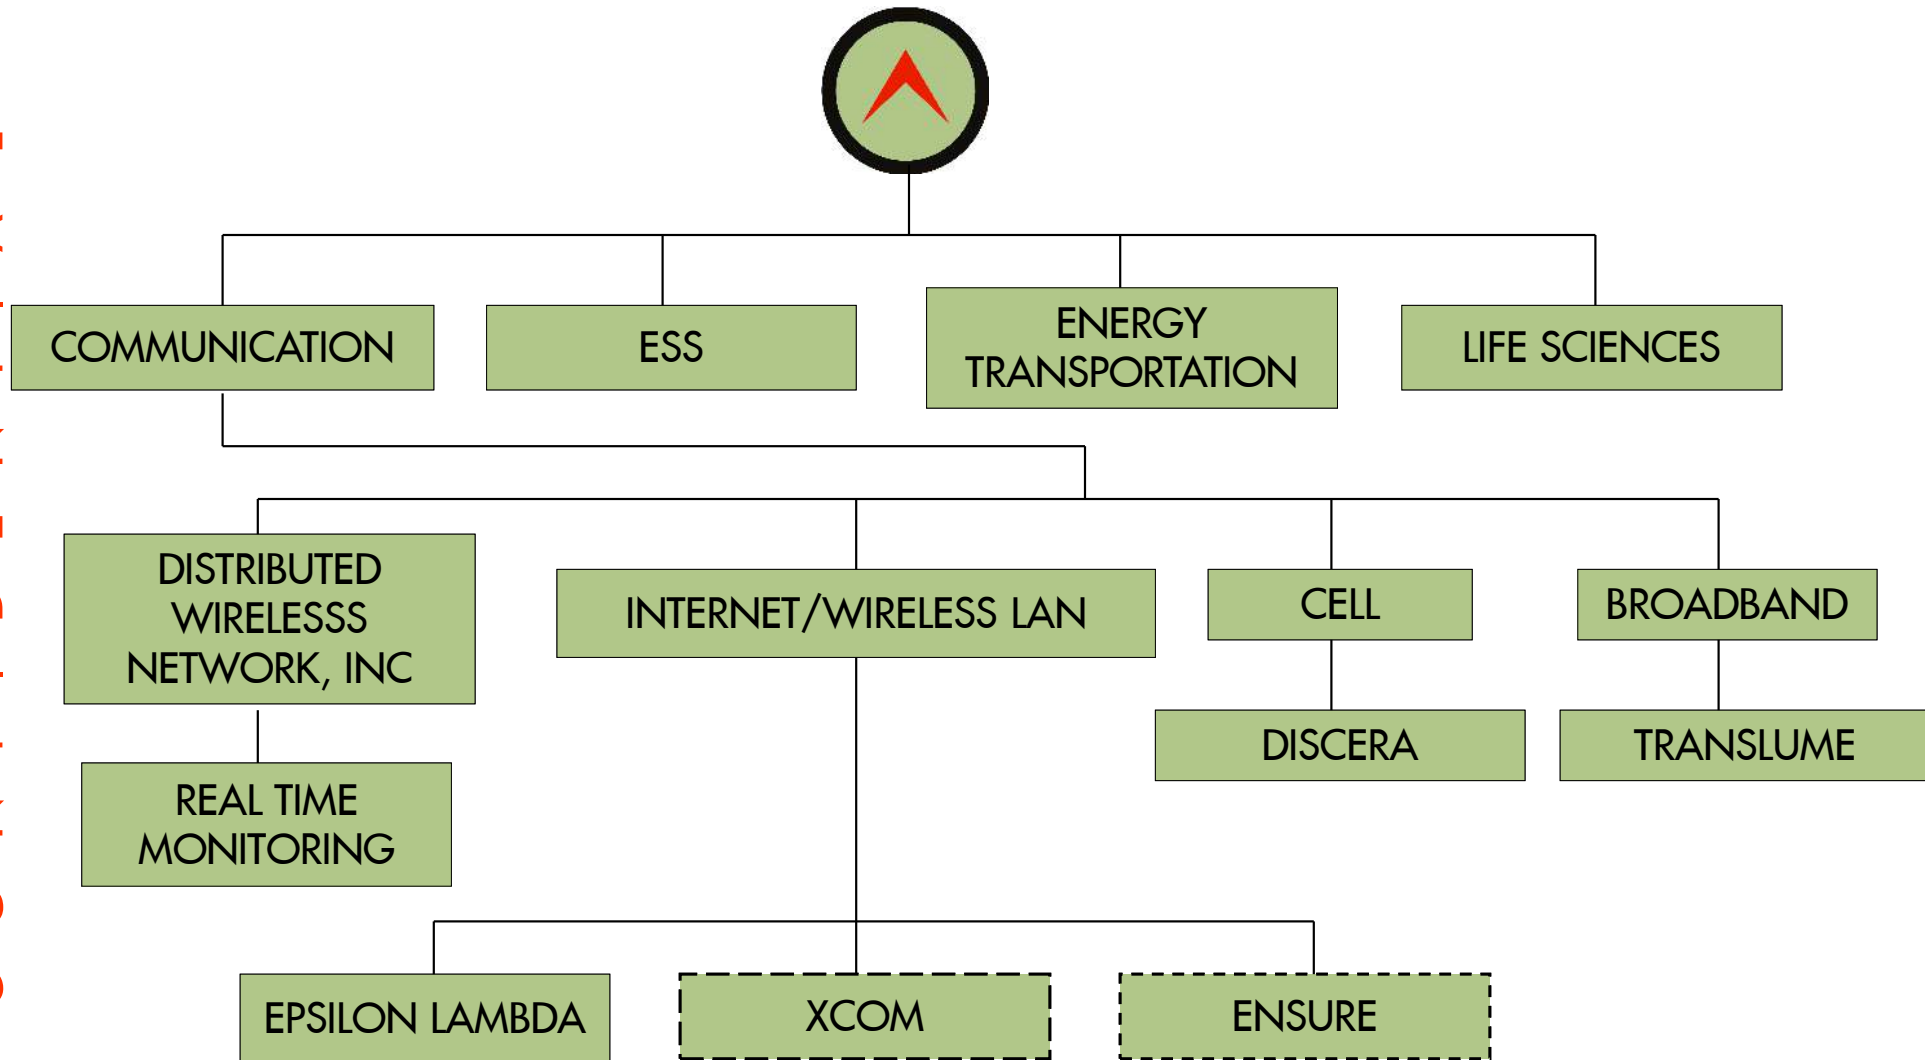 COMMUNICATION
ESS
ENERGY
TRANSPORTATION
LIFE SCIENCES
DISTRIBUTED
WIRELESSS
NETWORK, INC
INTERNET/WIRELESS LAN
CELL
BROADBAND
DISCERA
TRANSLUME
REAL TIME
MONITORING
EPSILON LAMBDA
XCOM
ENSURE